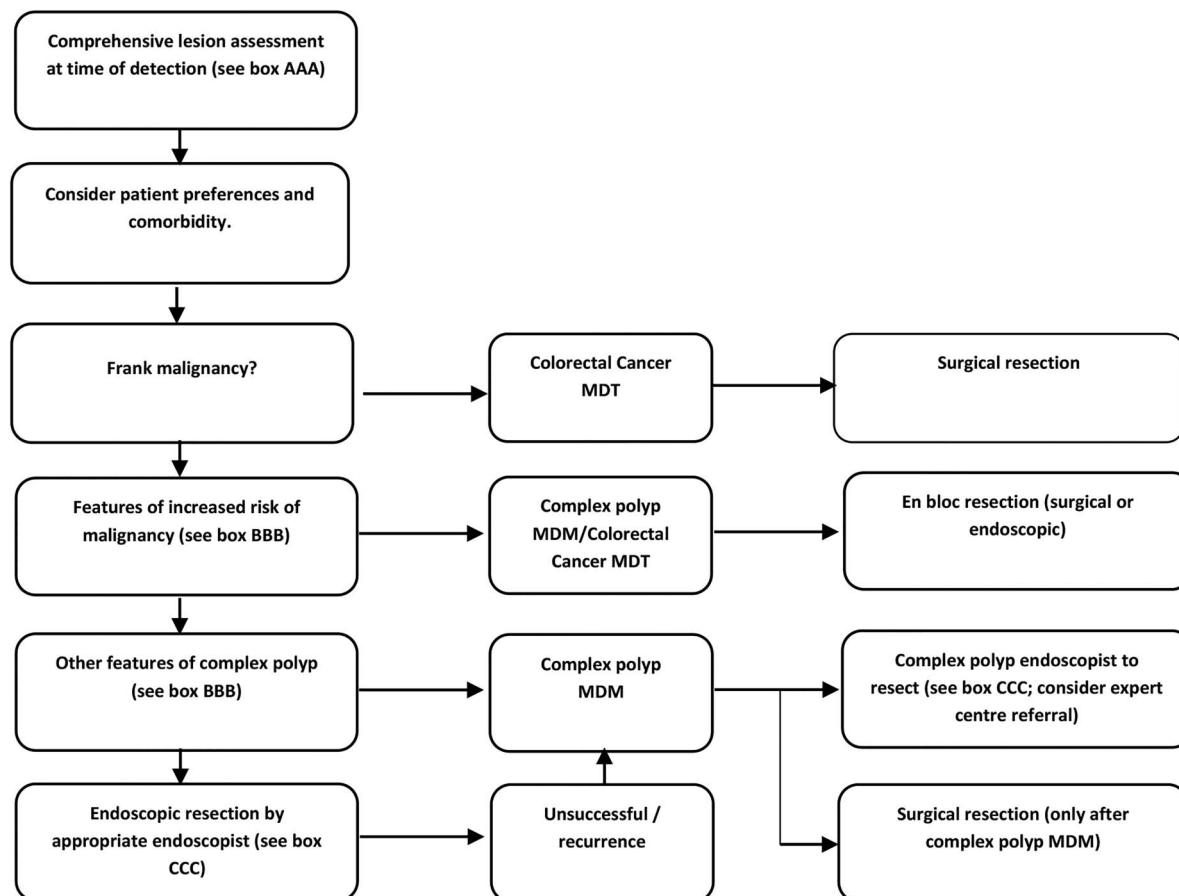 Comprehensive lesion assessment
at time of detection (see box AAA)
Consider patient preferences and
comorbidity.
Frank malignancy?
Colorectal Cancer
MDT
Surgical resection
Features of increased risk of
malignancy (see box BBB)
Complex polyp
MDM/Colorectal
Cancer MDT
En bloc resection (surgical or
endoscopic)
Other features of complex polyp
(see box BBB)
Complex polyp
MDM
Complex polyp endoscopist to
resect (see box CCC; consider expert
centre referral)
Endoscopic resection by
appropriate endoscopist (see box
CCC)
Unsuccessful /
recurrence
Surgical resection (only after
complex polyp MDM)